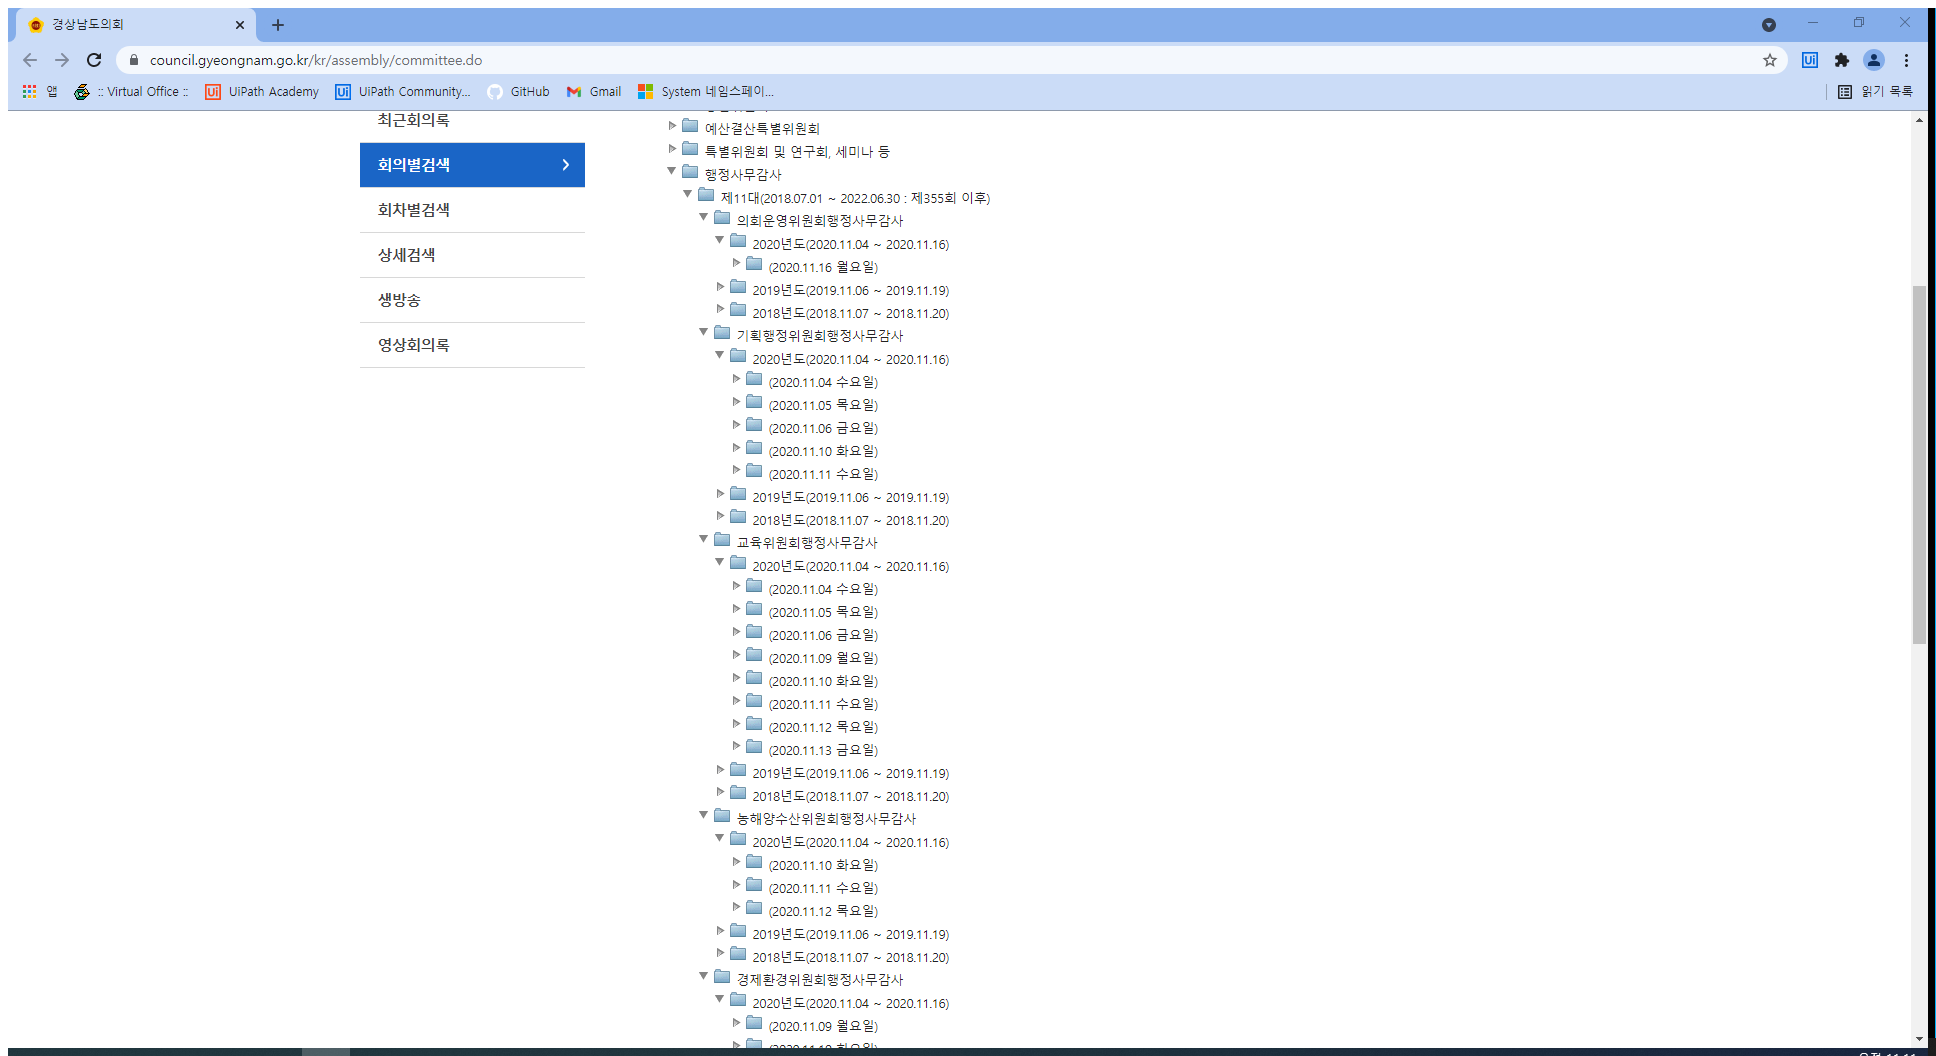 경상남도의회
council.gyeongnam.go.kr/kr/assembly/committee.do
앱 :: Virtual Office :: UiPath Academy UiPath Community... GitHub Gmail System 네임스페이... 읽기 목록
최근회의록
회의별검색
회차별검색
상세검색
생방송
영상회의록
예산결산특별위원회
특별위원회 및 연구회, 세미나 등
행정사무감사
제11대(2018.07.01 ~ 2022.06.30 : 제355회 이후)
의회운영위원회행정사무감사
2020년도(2020.11.04 ~ 2020.11.16)
(2020.11.16 월요일)
2019년도(2019.11.06 ~ 2019.11.19)
2018년도(2018.11.07 ~ 2018.11.20)
기획행정위원회행정사무감사
2020년도(2020.11.04 ~ 2020.11.16)
(2020.11.04 수요일)
(2020.11.05 목요일)
(2020.11.06 금요일)
(2020.11.10 화요일)
(2020.11.11 수요일)
2019년도(2019.11.06 ~ 2019.11.19)
2018년도(2018.11.07 ~ 2018.11.20)
교육위원회행정사무감사
2020년도(2020.11.04 ~ 2020.11.16)
(2020.11.04 수요일)
(2020.11.05 목요일)
(2020.11.06 금요일)
(2020.11.09 월요일)
(2020.11.10 화요일)
(2020.11.11 수요일)
(2020.11.12 목요일)
(2020.11.13 금요일)
2019년도(2019.11.06 ~ 2019.11.19)
2018년도(2018.11.07 ~ 2018.11.20)
농해양수산위원회행정사무감사
2020년도(2020.11.04 ~ 2020.11.16)
(2020.11.10 화요일)
(2020.11.11 수요일)
(2020.11.12 목요일)
2019년도(2019.11.06 ~ 2019.11.19)
2018년도(2018.11.07 ~ 2018.11.20)
경제환경위원회행정사무감사
2020년도(2020.11.04 ~ 2020.11.16)
(2020.11.09 월요일)